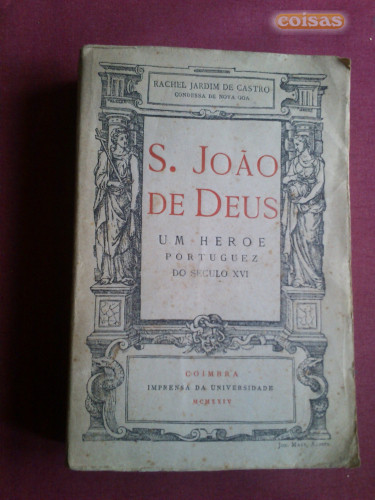 coisas
RACHEL JARDIM DE CASTRO
CONDESSA DE NOVA GOA
S. JOÃO
DE DEUS
UM HEROE
PORTUGUEZ
DO SECULO XVI
COIMBRA
IMPRENSA DA UNIVERSIDADE